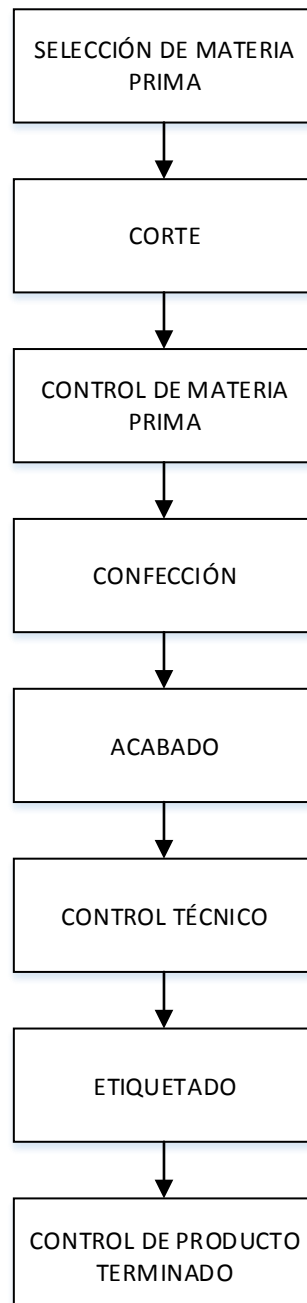 SELECCIÓN DE MATERIA
PRIMA
CORTE
CONTROL DE MATERIA
PRIMA
CONFECCIÓN
ACABADO
CONTROL TÉCNICO
ETIQUETADO
CONTROL DE PRODUCTO
TERMINADO